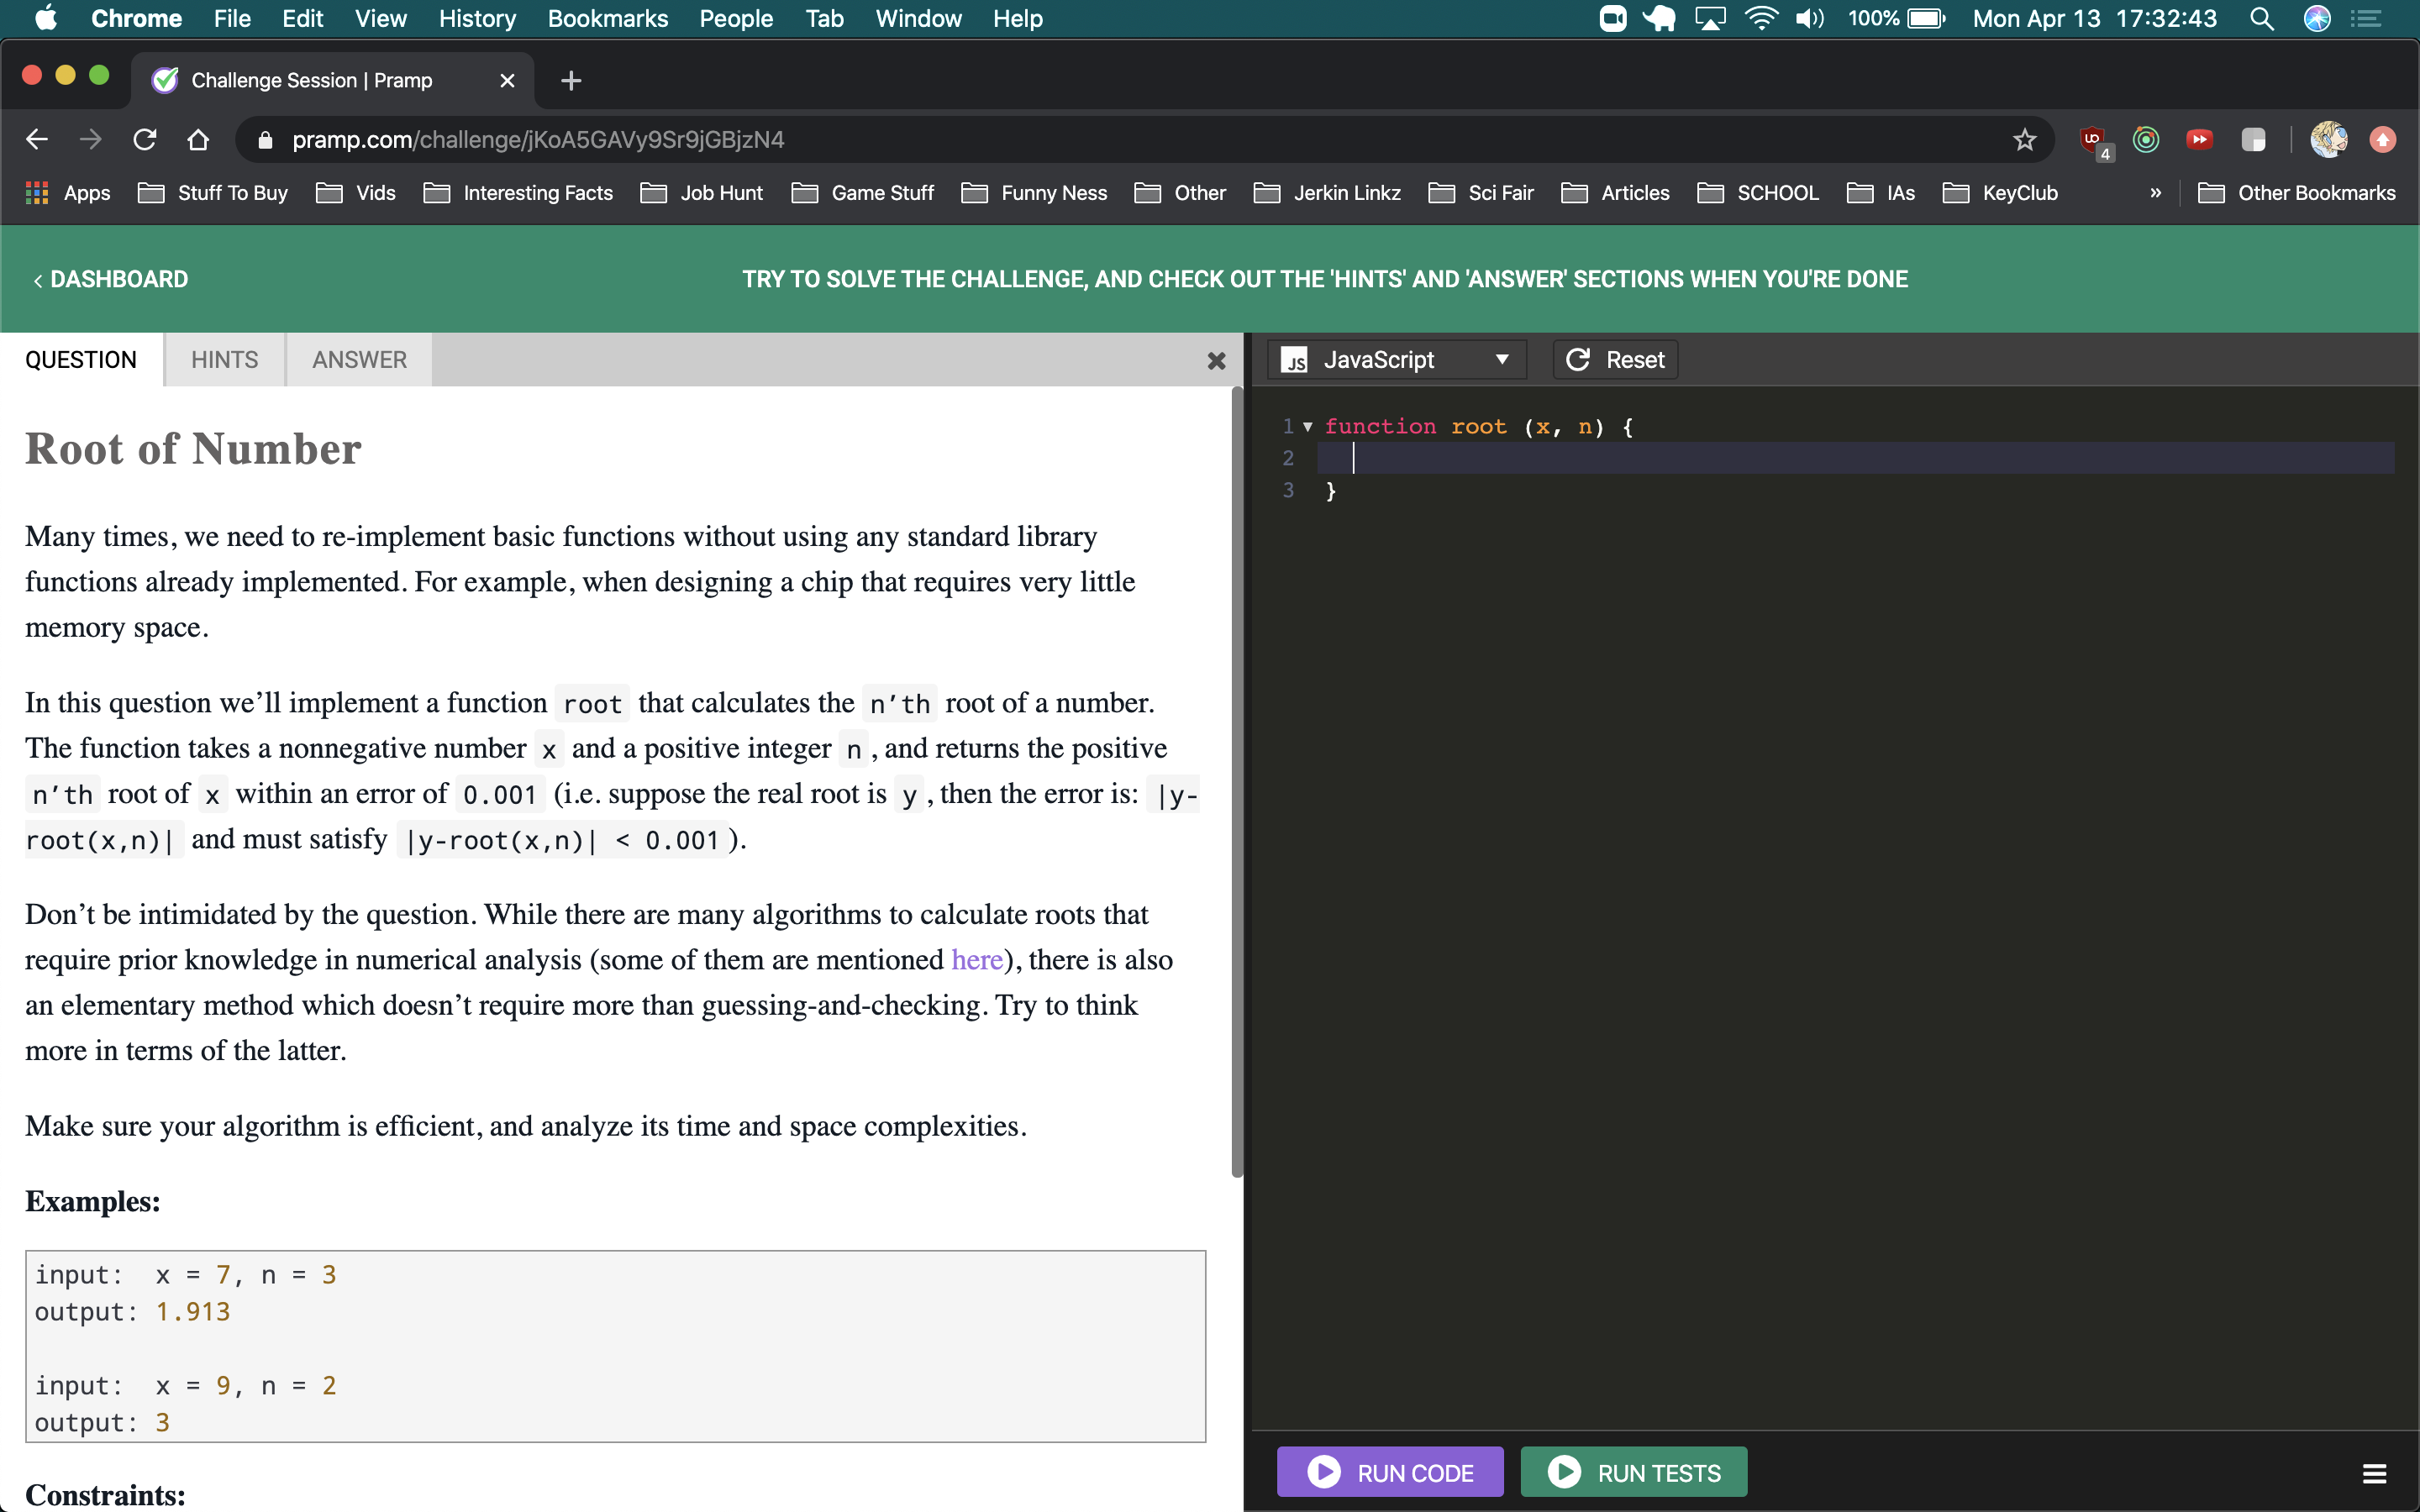 Chrome File Edit View History Bookmarks People Tab Window Help 100% Mon Apr 13 17:32:43
Challenge Session | Pramp
pramp.com/challenge/jKoA5GAVy9Sr9jGBjzN4 4
Apps Stuff To Buy Vids Interesting Facts Job Hunt Game Stuff Funny Ness Other Jerkin Linkz Sci Fair Articles SCHOOL IAs KeyClub » Other Bookmarks
< DASHBOARD TRY TO SOLVE THE CHALLENGE, AND CHECK OUT THE 'HINTS' AND 'ANSWER' SECTIONS WHEN YOU'RE DONE
QUESTION HINTS ANSWER
Root of Number
Many times, we need to re-implement basic functions without using any standard library
functions already implemented. For example, when designing a chip that requires very little
memory space.
In this question we’ll implement a function root that calculates the n’th root of a number.
The function takes a nonnegative number x and a positive integer n, and returns the positive
n’th root of x within an error of 0.001 (i.e. suppose the real root is y, then the error is: |y-
root(x,n)| and must satisfy |y-root(x,n)| < 0.001).
Don’t be intimidated by the question. While there are many algorithms to calculate roots that
require prior knowledge in numerical analysis (some of them are mentioned here), there is also
an elementary method which doesn’t require more than guessing-and-checking. Try to think
more in terms of the latter.
Make sure your algorithm is efficient, and analyze its time and space complexities.
Examples:
input: x = 7, n = 3
output: 1.913
input: x = 9, n = 2
output: 3
Constraints:
JS JavaScript Reset
1 function root (x, n) {
2
3 }
RUN CODE RUN TESTS